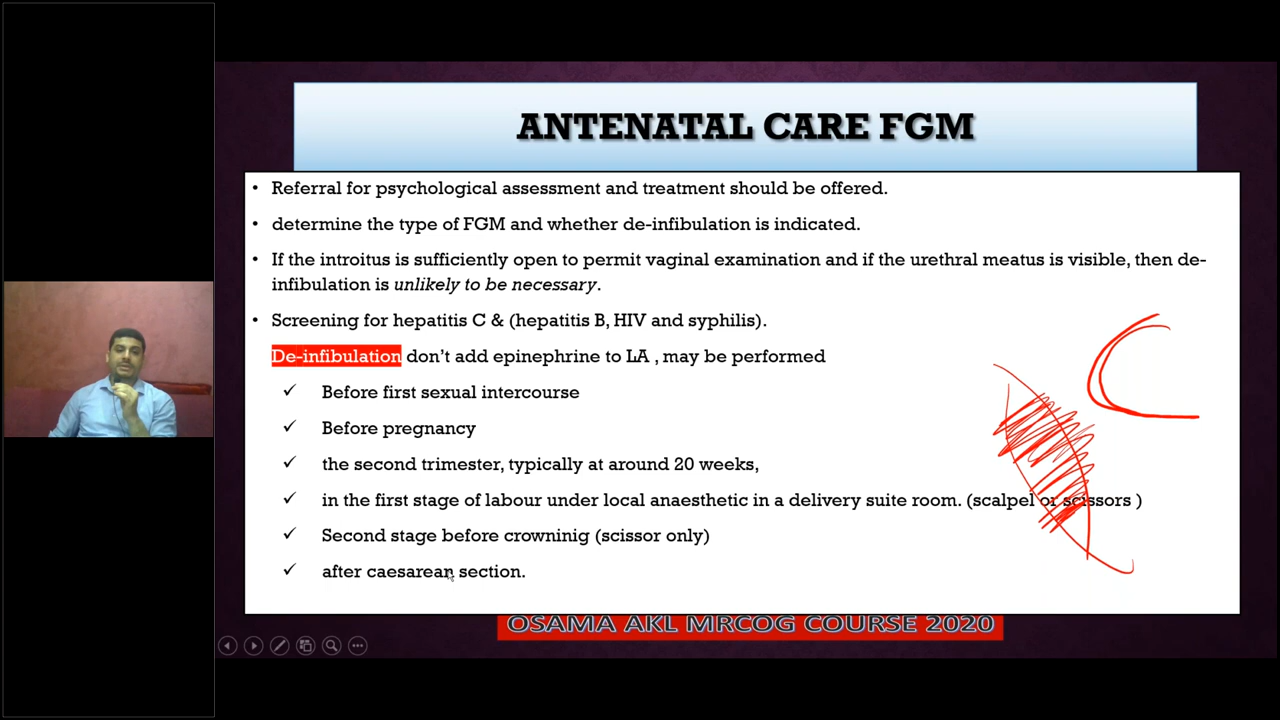 ANTENATAL CARE FGM
• Referral for psychological assessment and treatment should be offered.
• determine the type of FGM and whether de-infibulation is indicated.
• If the introitus is sufficiently open to permit vaginal examination and if the urethral meatus is visible, then de-
infibulation is unlikely to be necessary.
• Screening for hepatitis C & (hepatitis B, HIV and syphilis).
De-infibulation don't add epinephrine to LA , may be performed
✓ Before first sexual intercourse
✓ Before pregnancy
✓ the second trimester, typically at around 20 weeks,
✓ in the first stage of labour under local anaesthetic in a delivery suite room. (scalpel or scissors )
✓ Second stage before crowninig (scissor only)
✓ after caesarean section.
OSAMA AKL MRCOG COURSE 2020